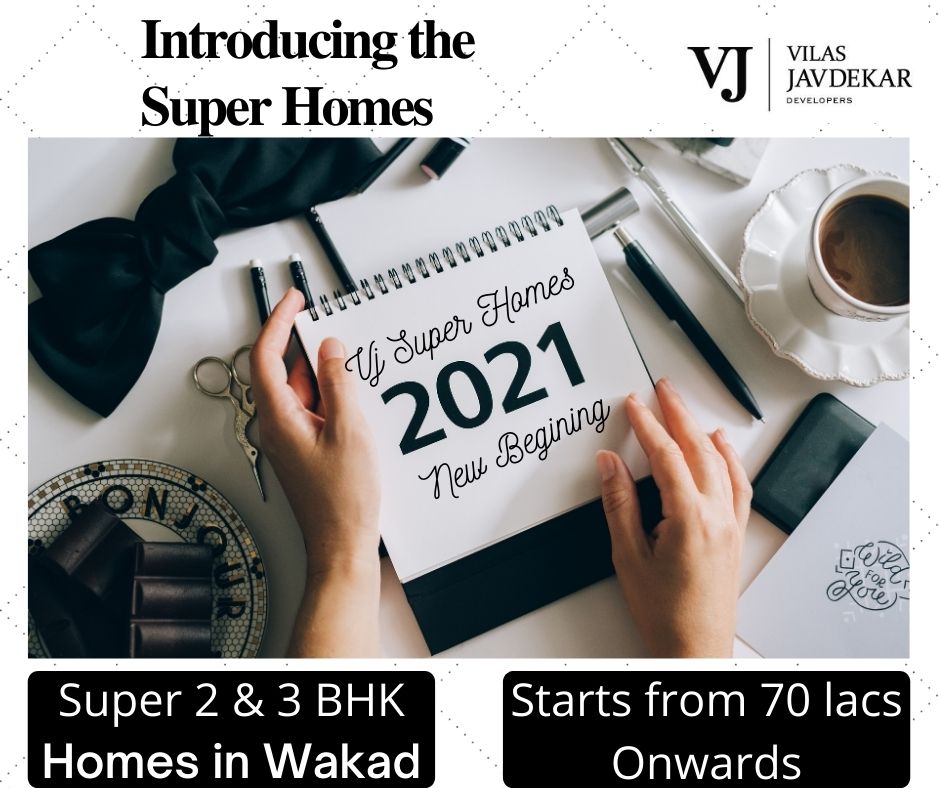 Introducing the
Super Homes
VJ
VILAS
JAVDEKAR
DEVELOPERS
Vj Super Homes
2021
New Begining
BONJOUR
Wild
FOR
You
Super 2 & 3 BHK
Homes in Wakad
Starts from 70 lacs
Onwards